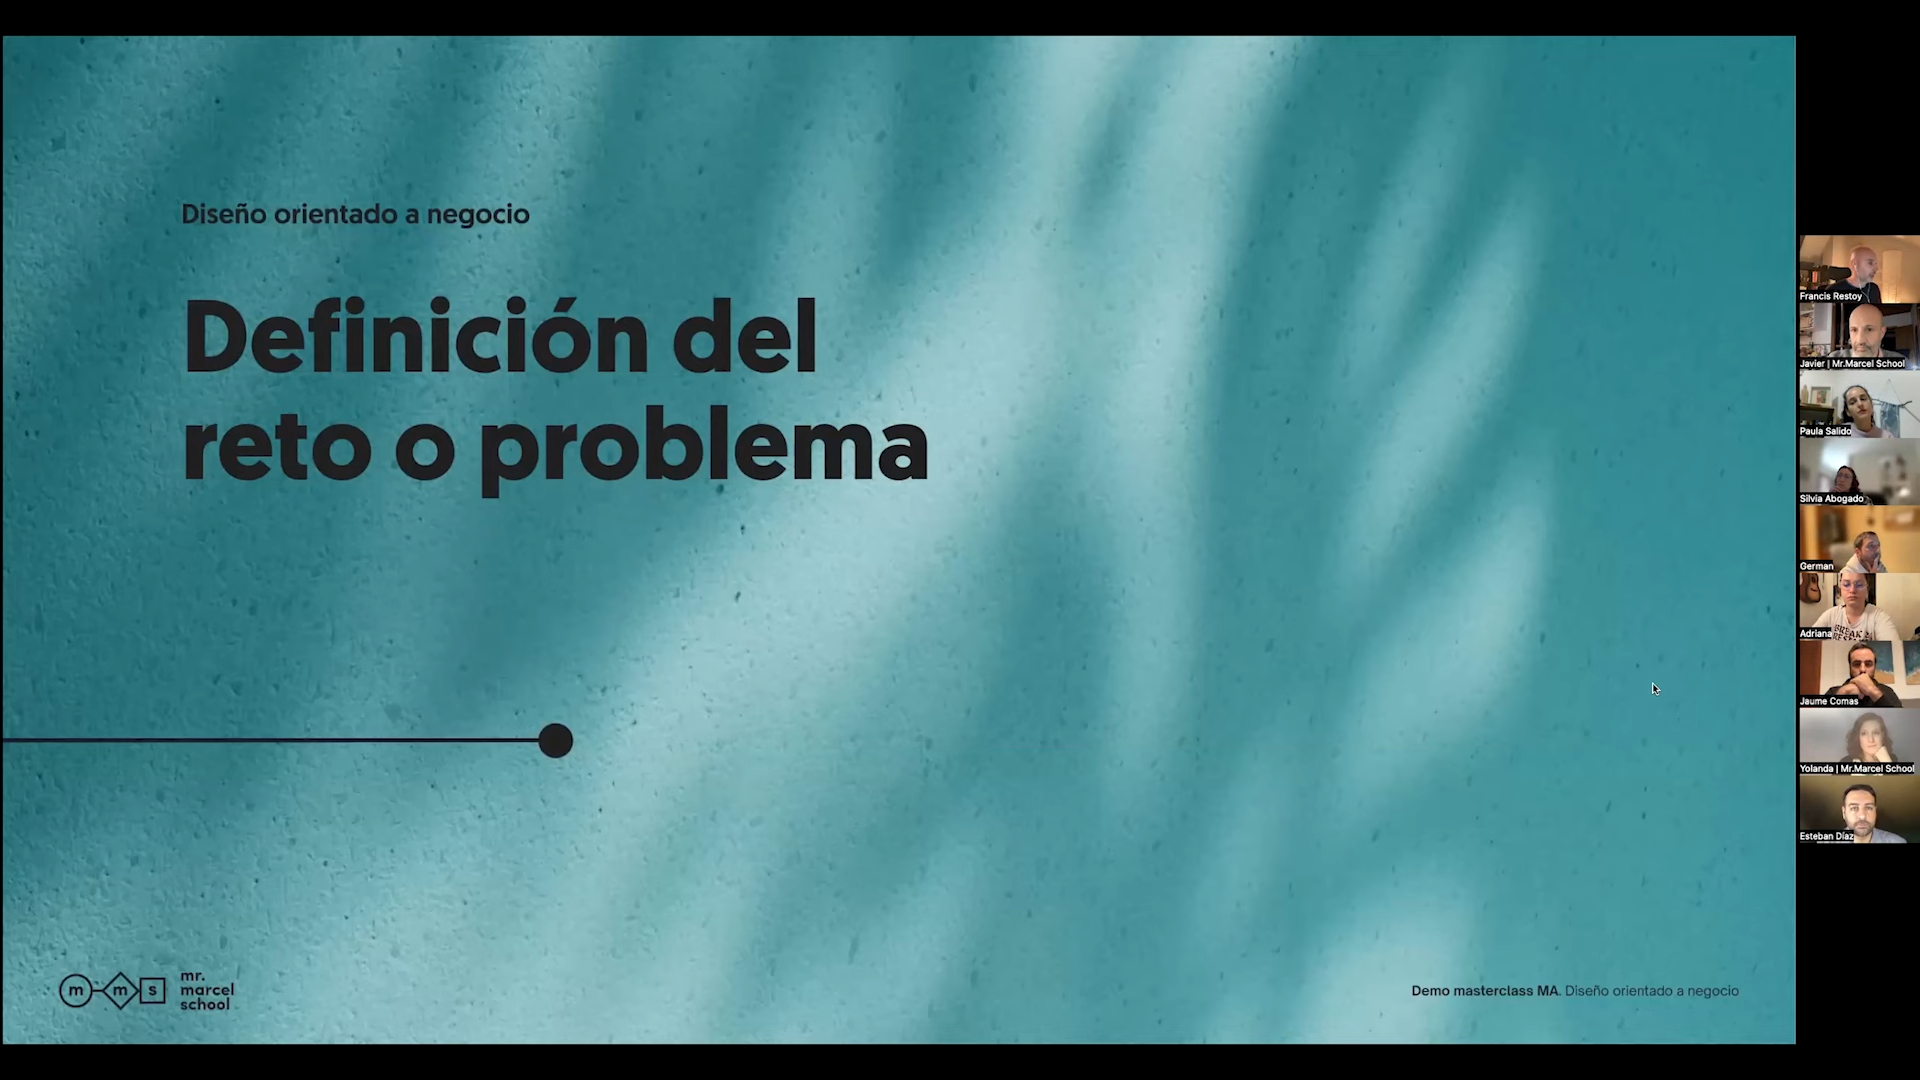 Diseño orientado a negocio
Definición del
reto o problema
m m s
mr.
marcel
school
Demo masterclass MA. Diseño orientado a negocio
Francis Restoy
Javier | Mr.Marcel School
Paula Salido
Silvia Abogado
German
Adriana
BREAK
Jaume Comas
Yolanda | Mr.Marcel School
Esteban Díaz